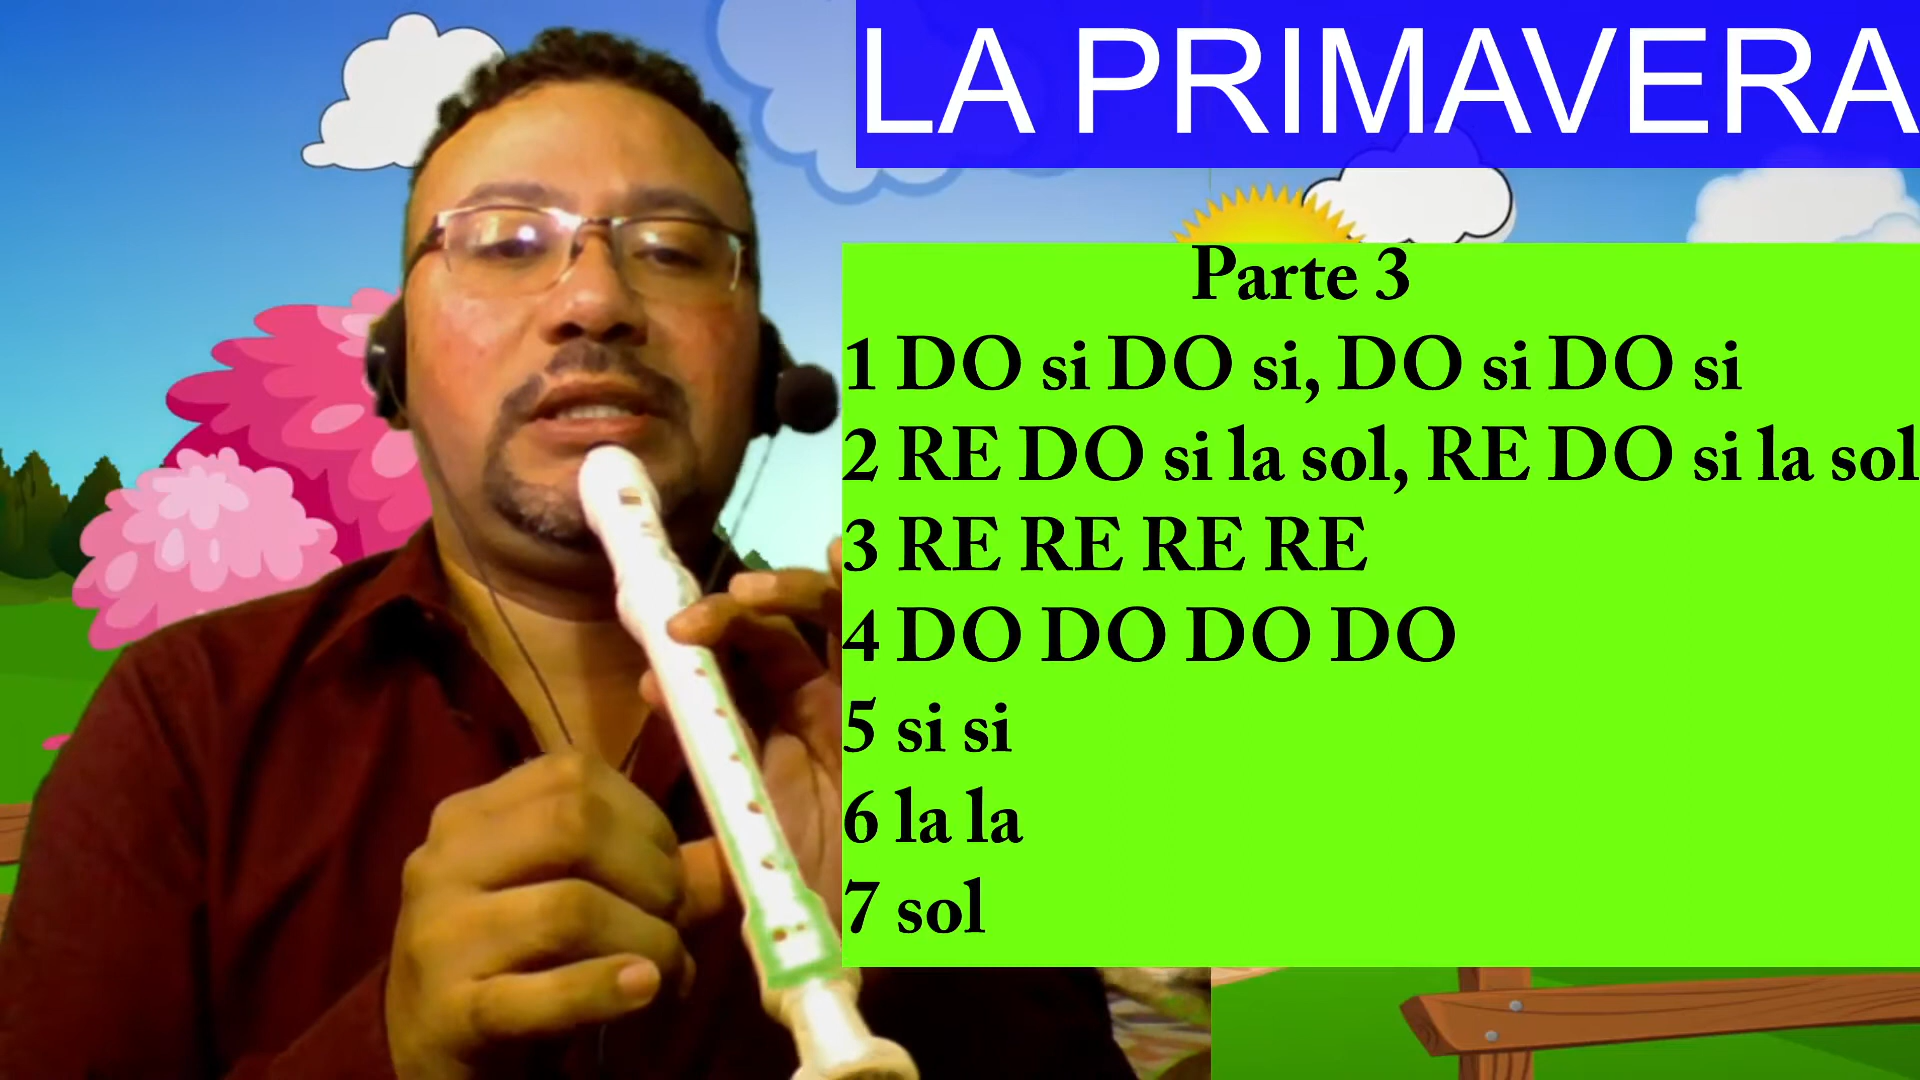 LA PRIMAVERA
Parte 3
1 DO si DO si, DO si DO si
2 RE DO si la sol, RE DO si la sol
3 RE RE RE RE
4 DO DO DO DO
5 si si
6 la la
7 sol